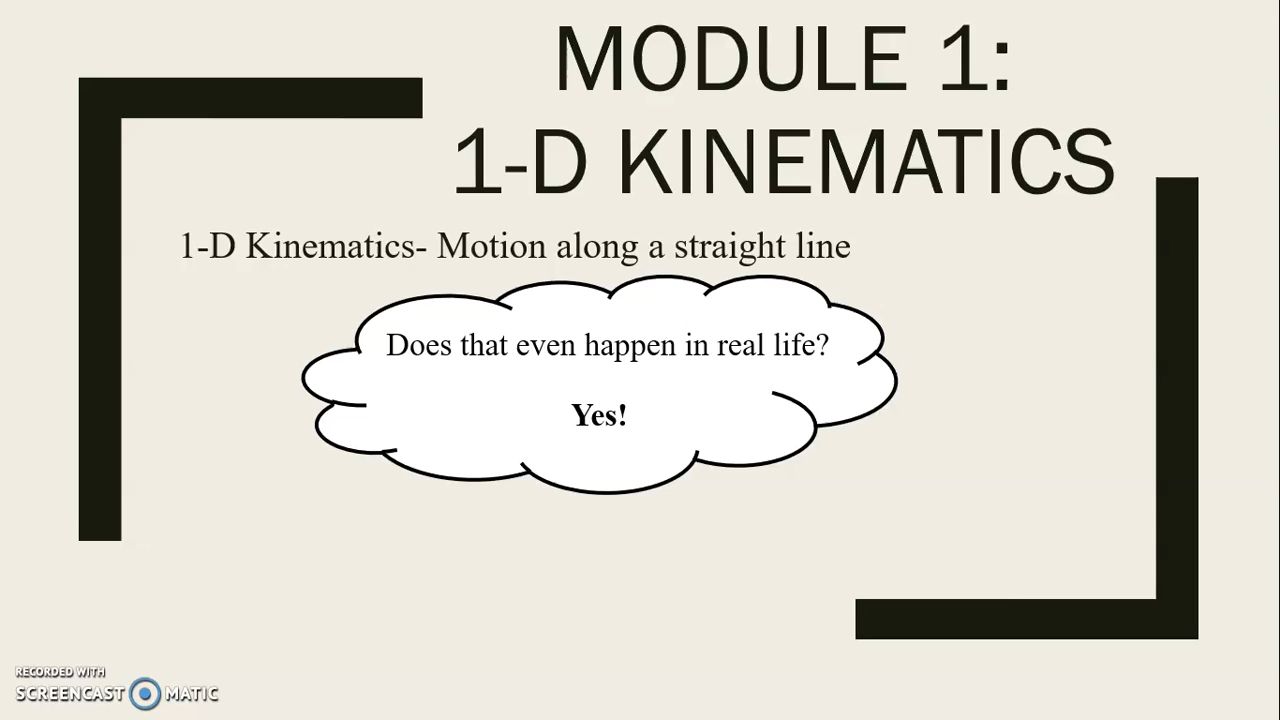 MODULE 1:
1-D KINEMATICS
1-D Kinematics- Motion along a straight line
Does that even happen in real life?
Yes!
RECORDED WITH
SCREENCAST MATIC